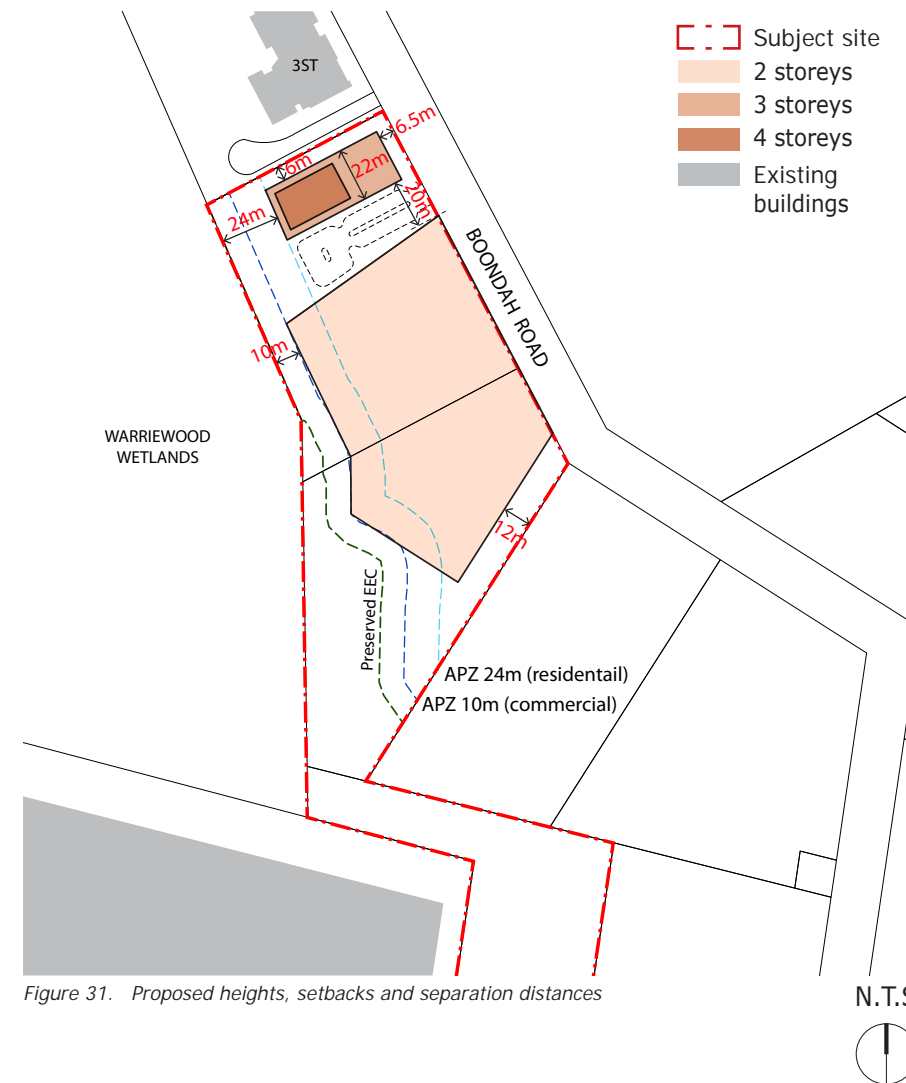 Subject site
2 storeys
3 storeys
4 storeys
Existing
buildings
3ST
6.5m
6m
22m
20m
24m
BOONDAH ROAD
10m
WARRIEWOOD
WETLANDS
12m
Preserved EEC
APZ 24m (residentail)
APZ 10m (commercial)
Figure 31. Proposed heights, setbacks and separation distances
N.T.S